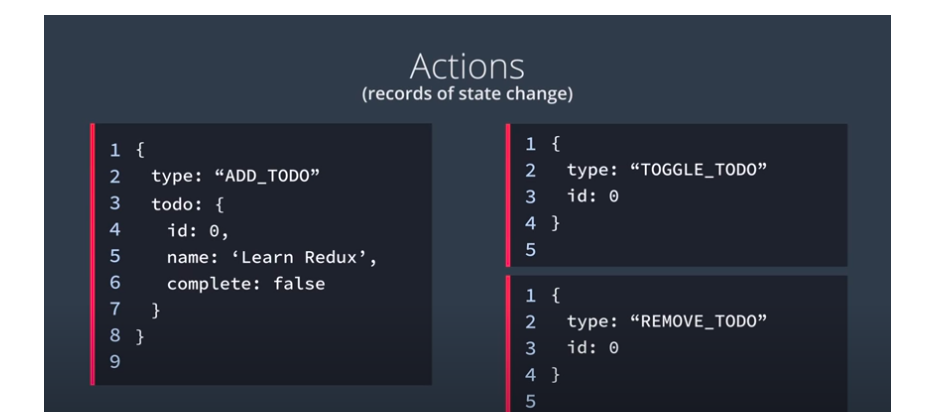 Actions
(records of state change)
1 {
2 type: “ADD_TODO”
3 todo: {
4 id: 0,
5 name: ‘Learn Redux’,
6 complete: false
7 }
8 }
9
1 {
2 type: “TOGGLE_TODO”
3 id: 0
4 }
5
1 {
2 type: “REMOVE_TODO”
3 id: 0
4 }
5